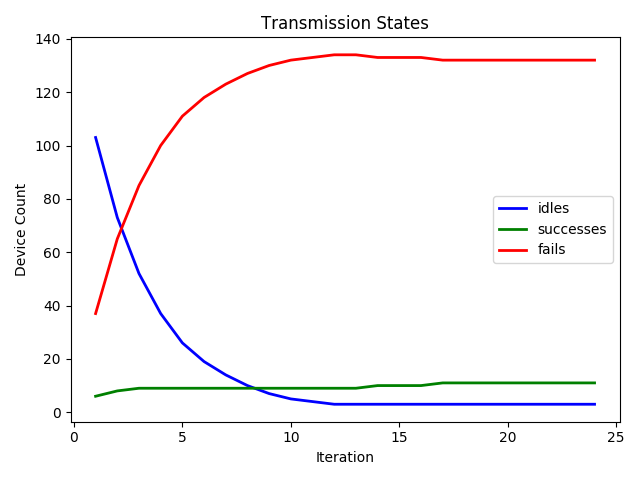 Transmission States
Device Count
140
120
100
80
60
40
20
0
idles
successes
fails
0 5 10 15 20 25
Iteration